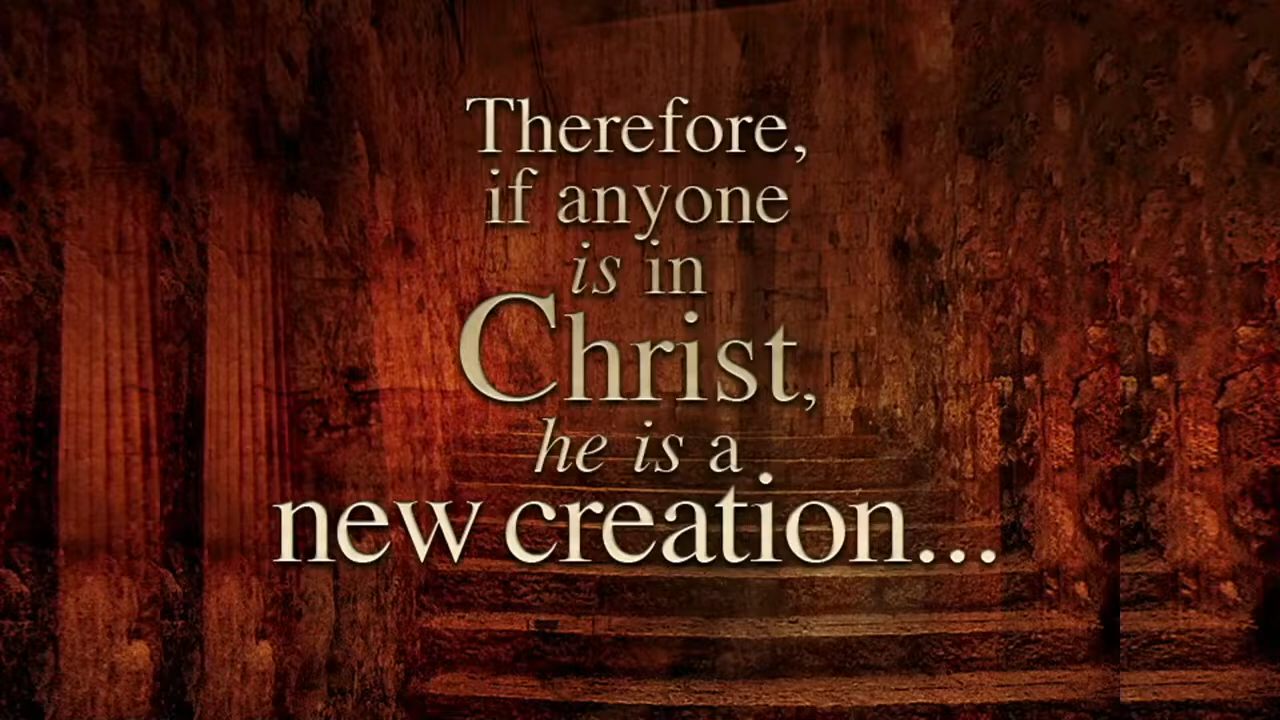 Therefore,
if anyone
is in
Christ,
he is a
new creation...